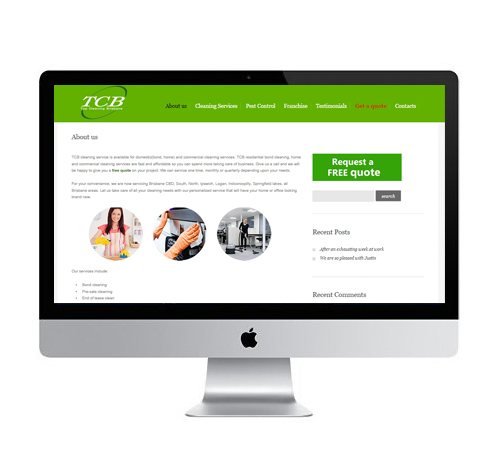 TCB
Top Cleaning Brisbane
About us
Cleaning Services
Pest Control
Franchise
Testimonials
Get a quote
Contacts
About us
TCB cleaning service is available for domestic/bond, homes and commercial cleaning services. TCB residential bond cleaning, home
and commercial cleaning services are fast and affordable so you can spend more taking care of business. Give us a call and we will
be happy to give you a free quote on your project. We can service one time, monthly or quarterly depending upon your needs.
For your convenience, we are now servicing Brisbane CBD, South, North, Ipswich, Logan, Indooroopilly, Springfield lakes, all
Brisbane areas. Let us take care of all your cleaning needs with our personalized service that will have your home or office looking
brand new.
Our services include:
Bond cleaning
Pre-sale cleaning
End of lease clean
Request a
FREE quote
search
Recent Posts
After an exhausting week at work
We are so pleased with Justin
Recent Comments